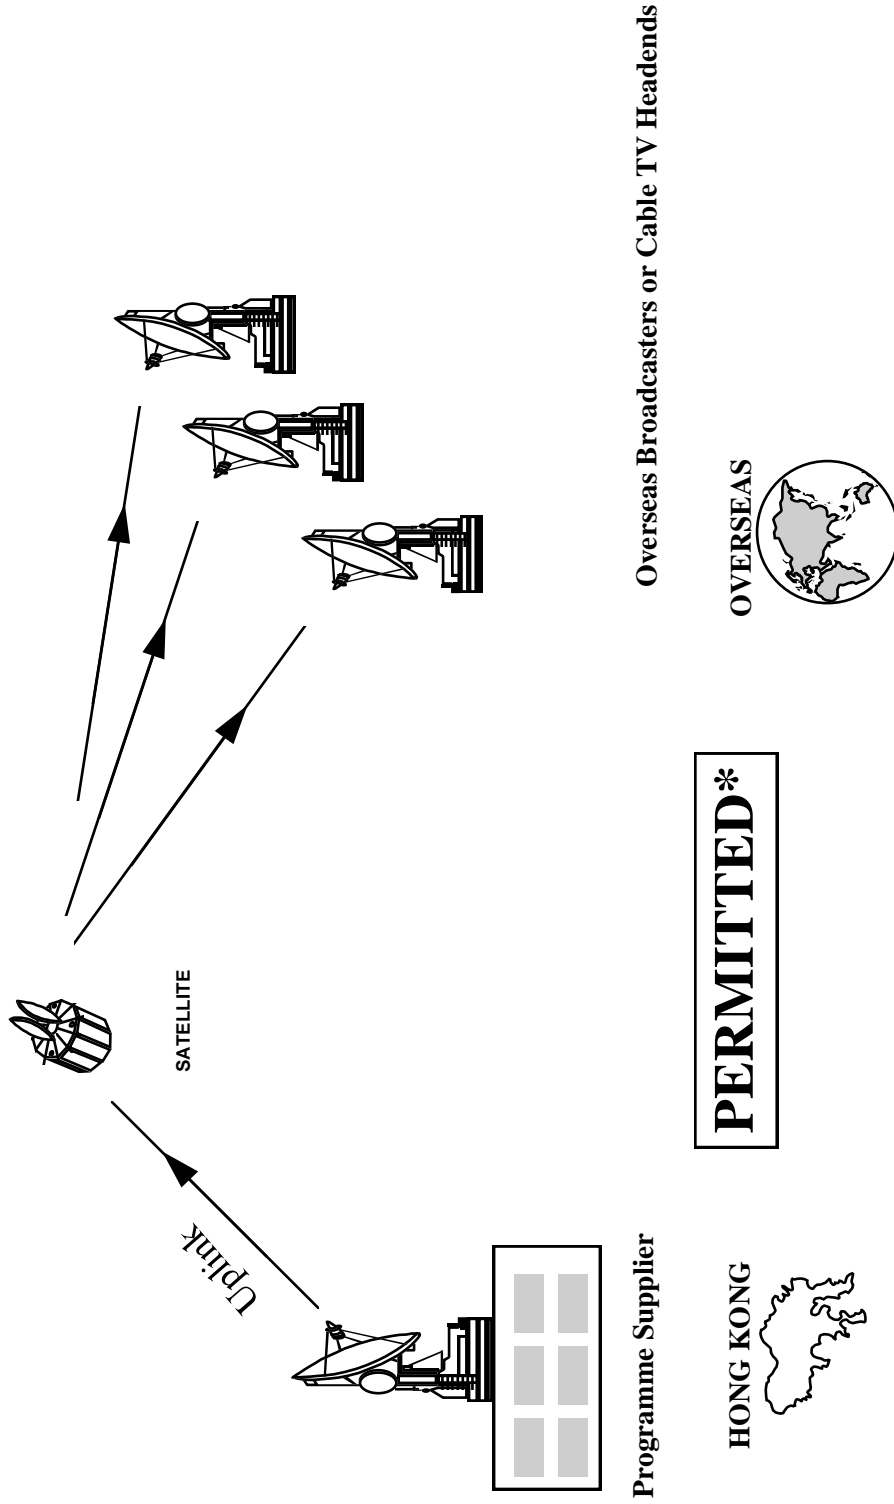 Uplink
SATELLITE
Programme Supplier
Overseas Broadcasters or Cable TV Headends
HONG KONG
PERMITTED*
OVERSEAS